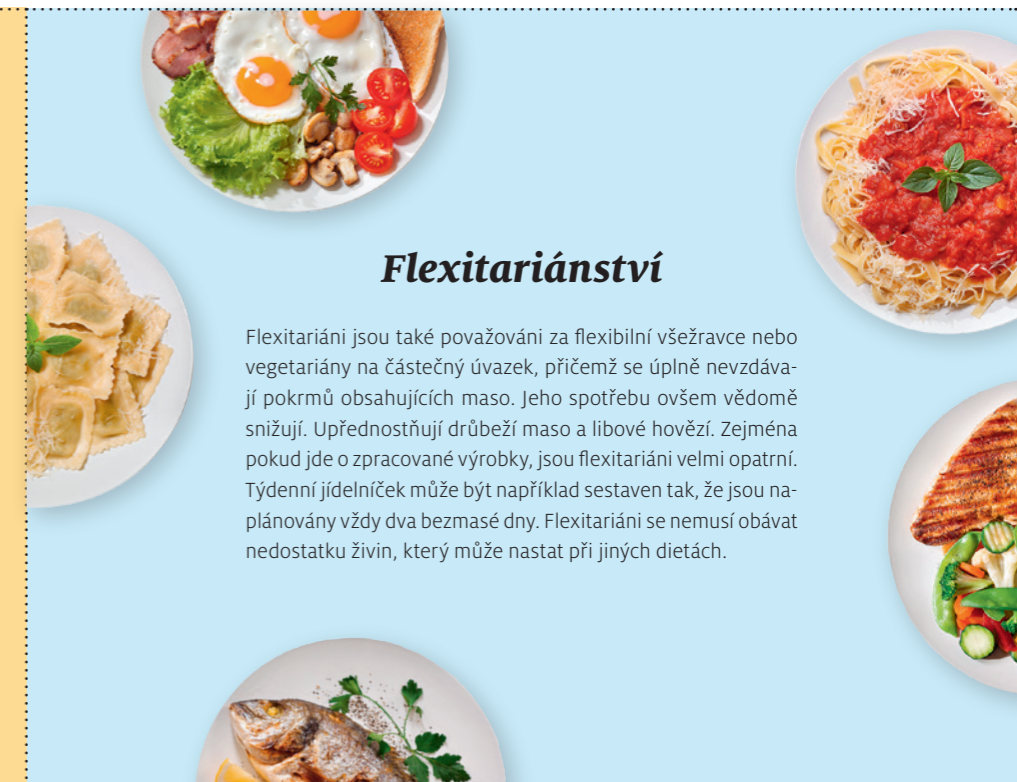 Flexitariánství
Flexitariáni jsou také považováni za flexibilní všežravce nebo
vegetariány na částečný úvazek, přičemž se úplně nevzdáva-
jí pokrmů obsahujících maso. Jeho spotřebu ovšem vědomě
snižují. Upřednostňují drůbeží maso a libové hovězí. Zejména
pokud jde o zpracované výrobky, jsou flexitariáni velmi opatrní.
Týdenní jídelníček může být například sestaven tak, že jsou na-
plánovány vždy dva bezmasé dny. Flexitariáni se nemusí obávat
nedostatku živin, který může nastat při jiných dietách.